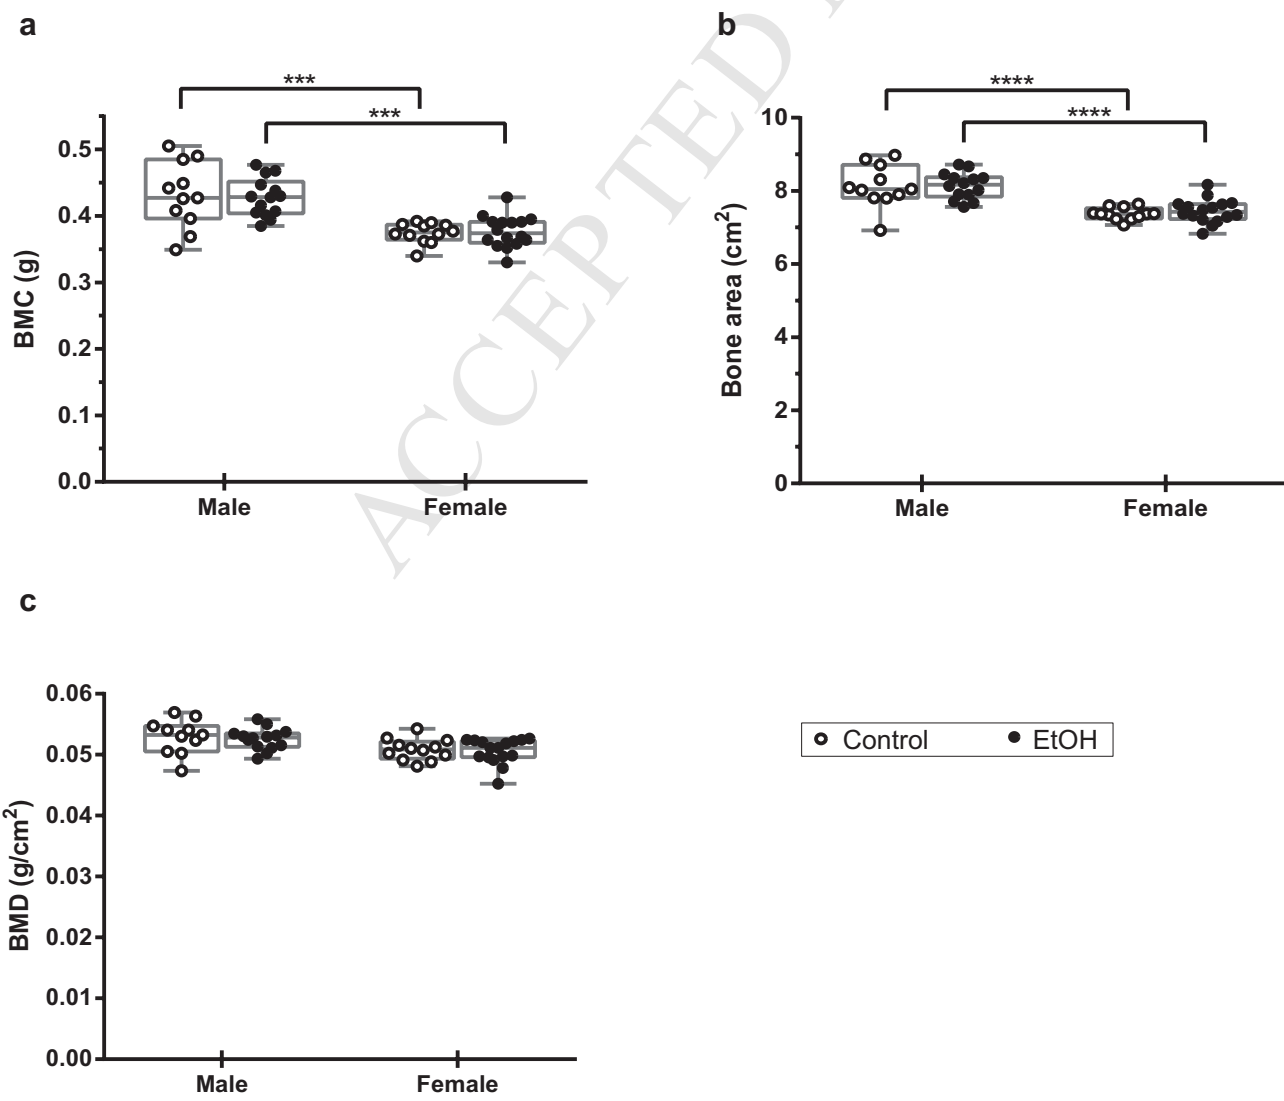 a
b
***
***
****
****
BMC (g)
0.5
0.4
0.3
0.2
0.1
0.0
Male
Female
Bone area (cm²)
10
8
6
4
2
0
Male
Female
ACCEPTED
c
BMD (g/cm²)
0.06
0.05
0.04
0.03
0.02
0.01
0.00
Male
Female
Control
EtOH